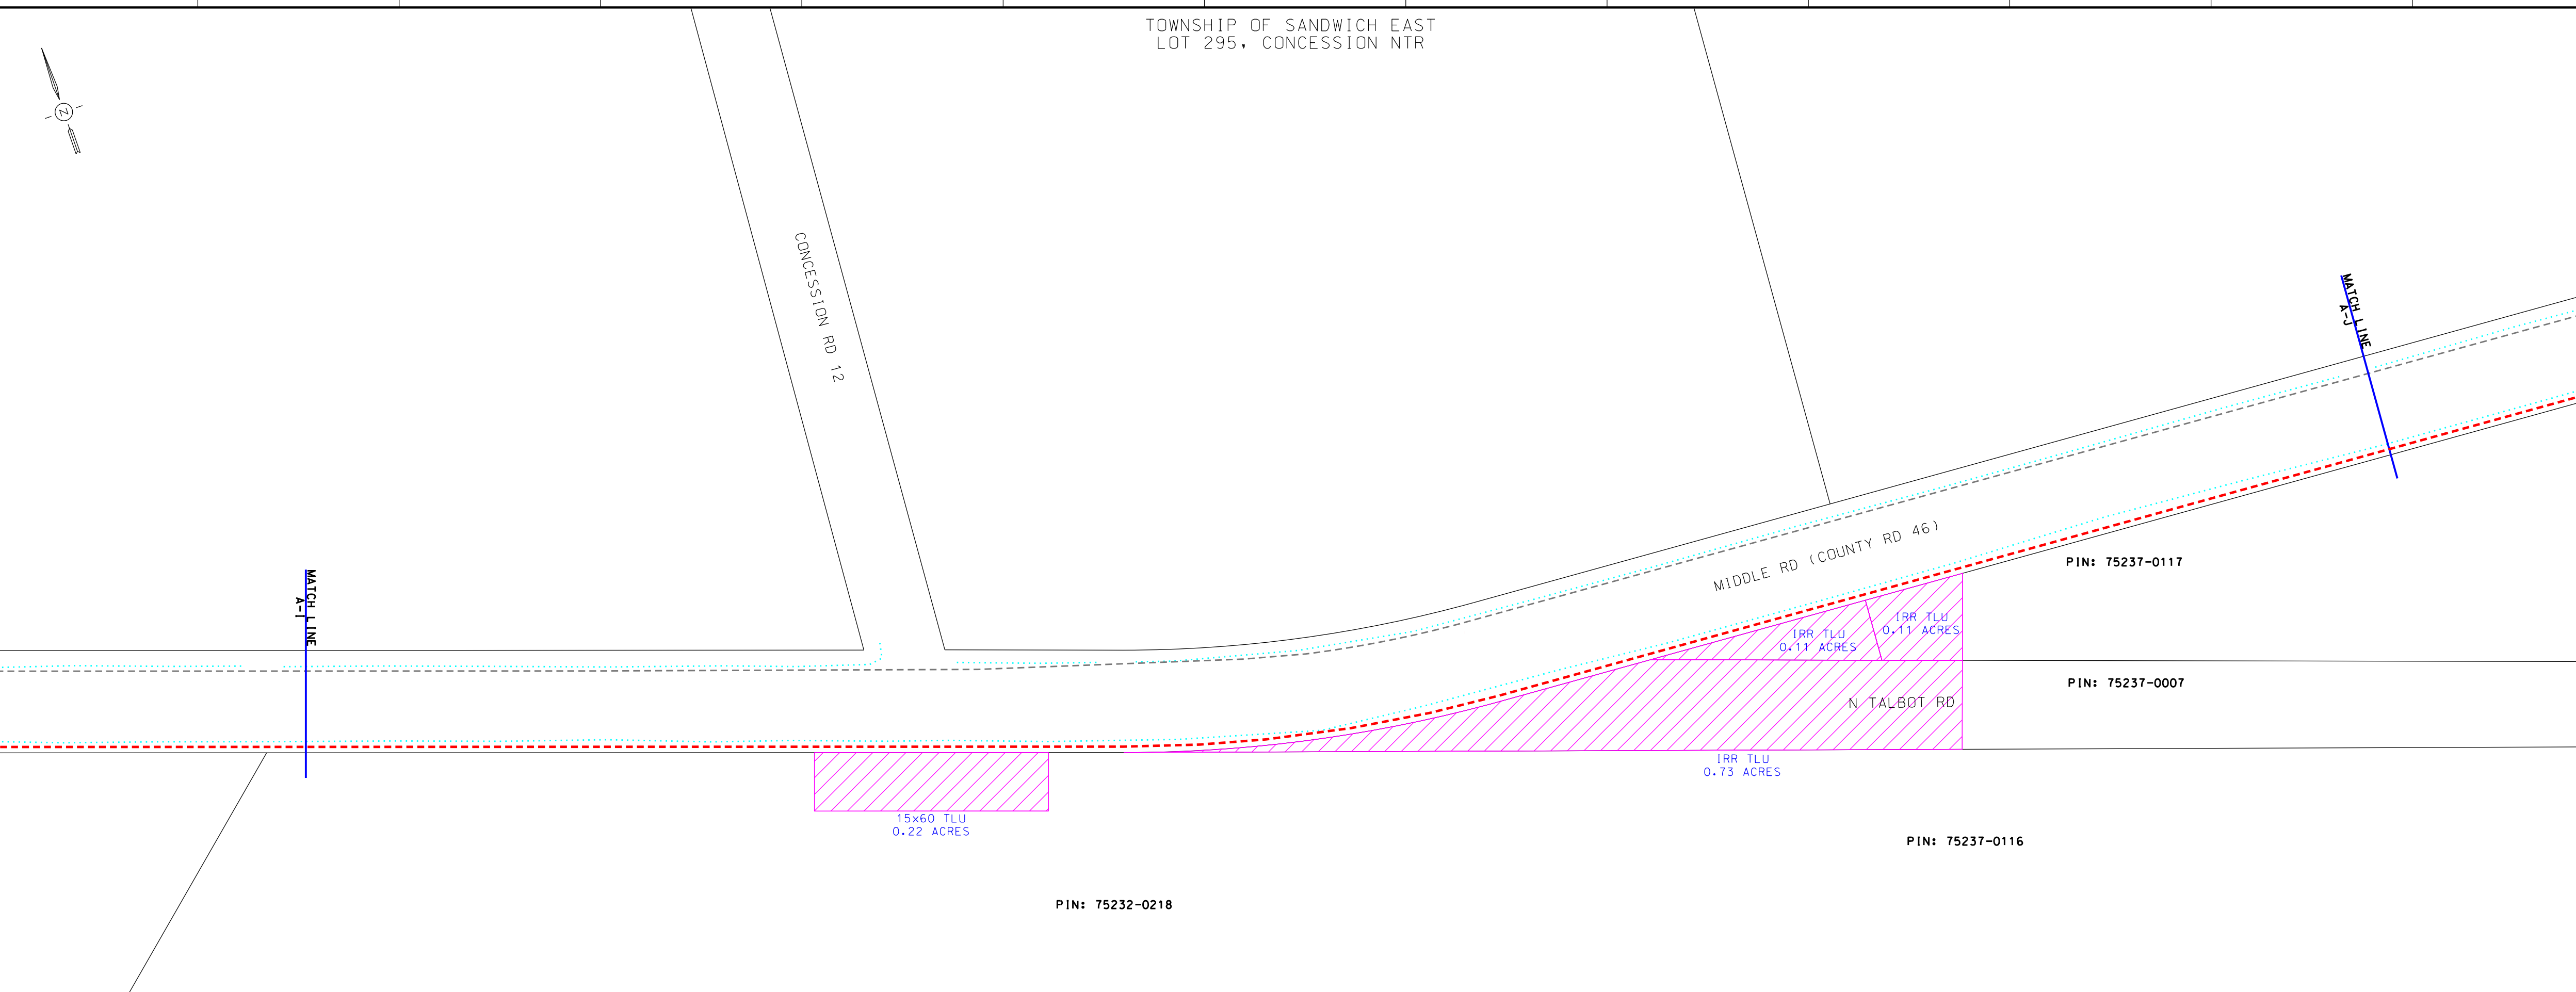 TOWNSHIP OF SANDWICH EAST
LOT 295, CONCESSION NTR
N
CONCESSION RD 12
MATCH LINE
A-J
MIDDLE RD (COUNTY RD 46)
PIN: 75237-0117
MATCH LINE
A-I
IRR TLU
0.11 ACRES
IRR TLU
0.11 ACRES
PIN: 75237-0007
N TALBOT RD
IRR TLU
0.73 ACRES
15x60 TLU
0.22 ACRES
PIN: 75237-0116
PIN: 75232-0218